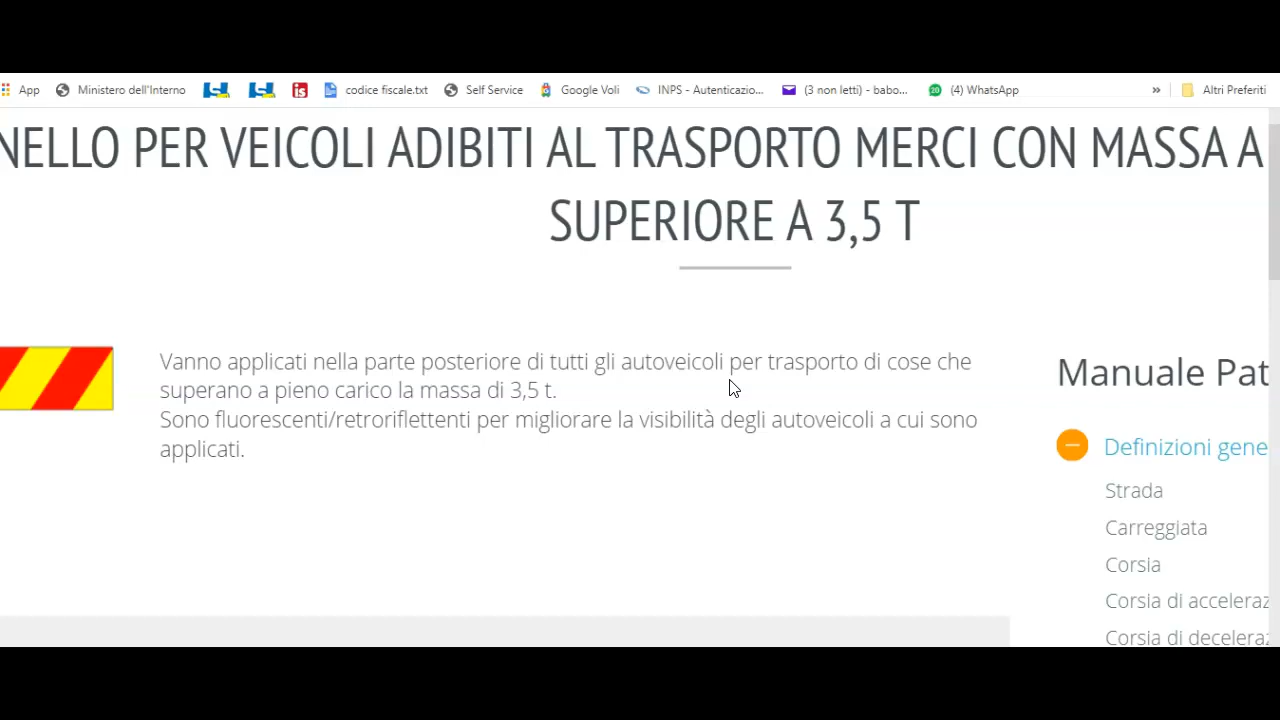 App Ministero dell'Interno codice fiscale.txt Self Service Google Voli INPS - Autenticazio... (3 non letti) - babo... (4) WhatsApp » Altri Preferiti
NELLO PER VEICOLI ADIBITI AL TRASPORTO MERCI CON MASSA A
SUPERIORE A 3,5 T
Vanno applicati nella parte posteriore di tutti gli autoveicoli per trasporto di cose che
superano a pieno carico la massa di 3,5 t.
Sono fluorescenti/retroriflettenti per migliorare la visibilità degli autoveicoli a cui sono
applicati.
Manuale Pat
Definizioni gene
Strada
Carreggiata
Corsia
Corsia di acceleraz
Corsia di deceleraz